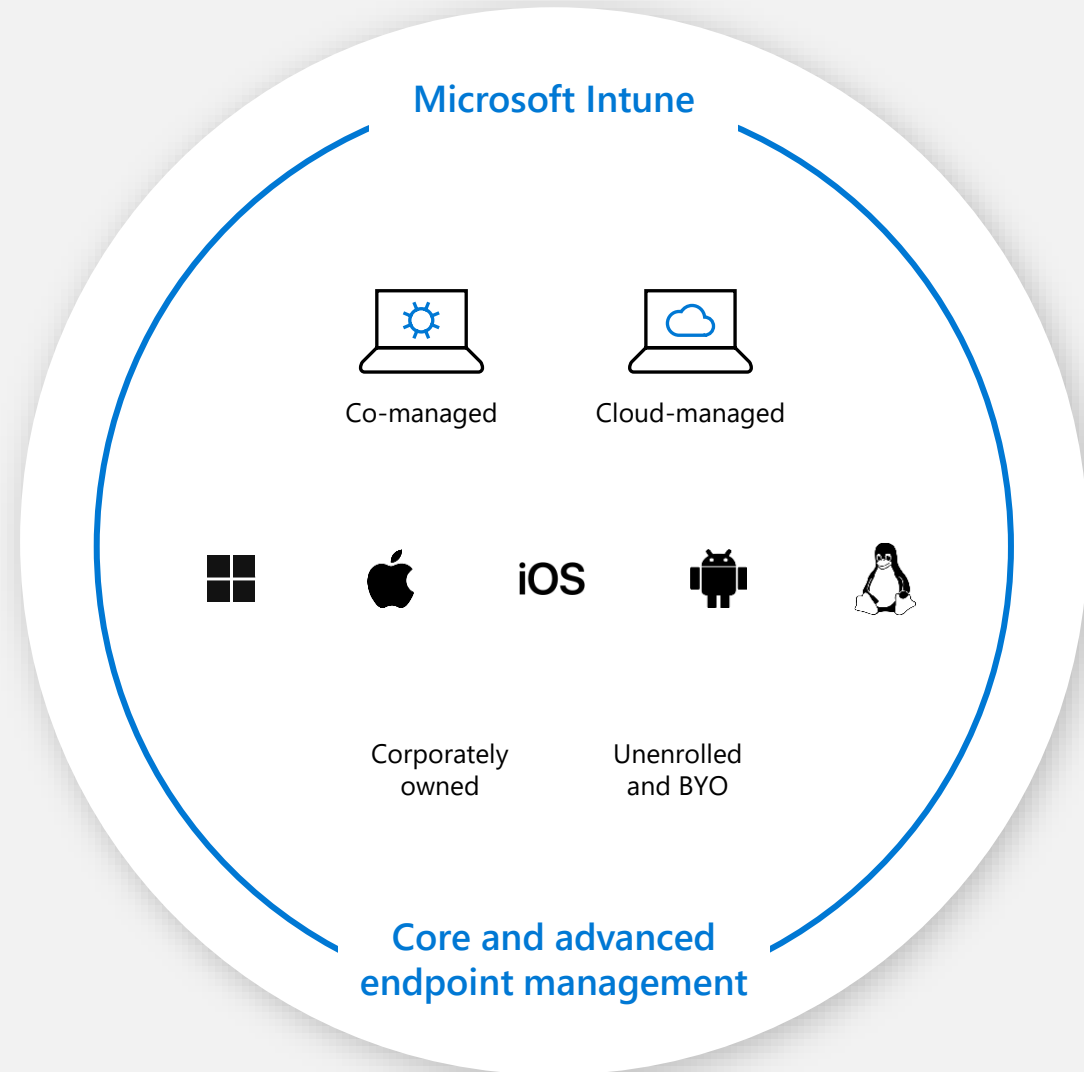 Microsoft Intune
Co-managed
Cloud-managed
iOS
Corporately
owned
Unenrolled
and BYO
Core and advanced
endpoint management